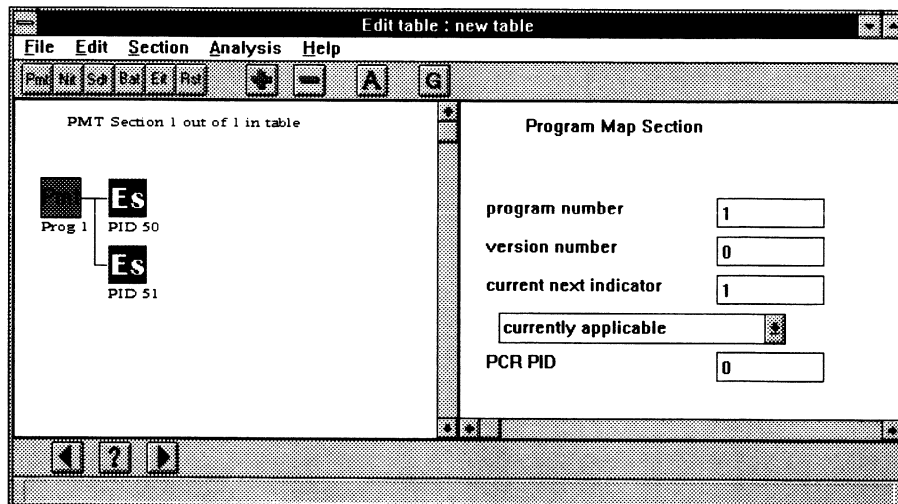 Edit table : new table
File Edit Section Analysis Help
Pmt Nit Sdt Bat Eit Rst A G
PMT Section 1 out of 1 in table
Pmt Es
Prog 1 PID 50
Es
PID 51
Program Map Section
program number 1
version number 0
current next indicator 1
currently applicable
PCR PID 0
?